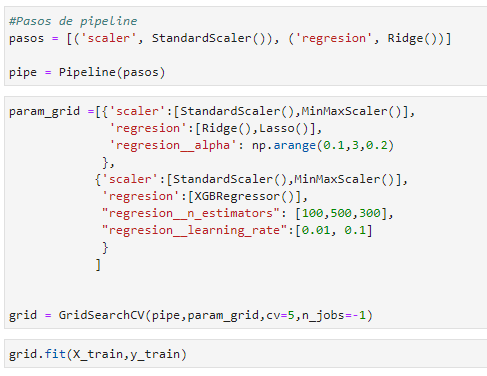 #Pasos de pipeline
pasos = [('scaler', StandardScaler()), ('regresion', Ridge())]
pipe = Pipeline(pasos)
param_grid =[{'scaler':[StandardScaler(),MinMaxScaler()],
'regresion':[Ridge(),Lasso()],
'regresion__alpha': np.arange(0.1,3,0.2)
},
{'scaler':[StandardScaler(),MinMaxScaler()],
'regresion':[XGBRegressor()],
"regresion__n_estimators": [100,500,300],
"regresion__learning_rate":[0.01, 0.1]
}
]
grid = GridSearchCV(pipe,param_grid,cv=5,n_jobs=-1)
grid.fit(X_train,y_train)